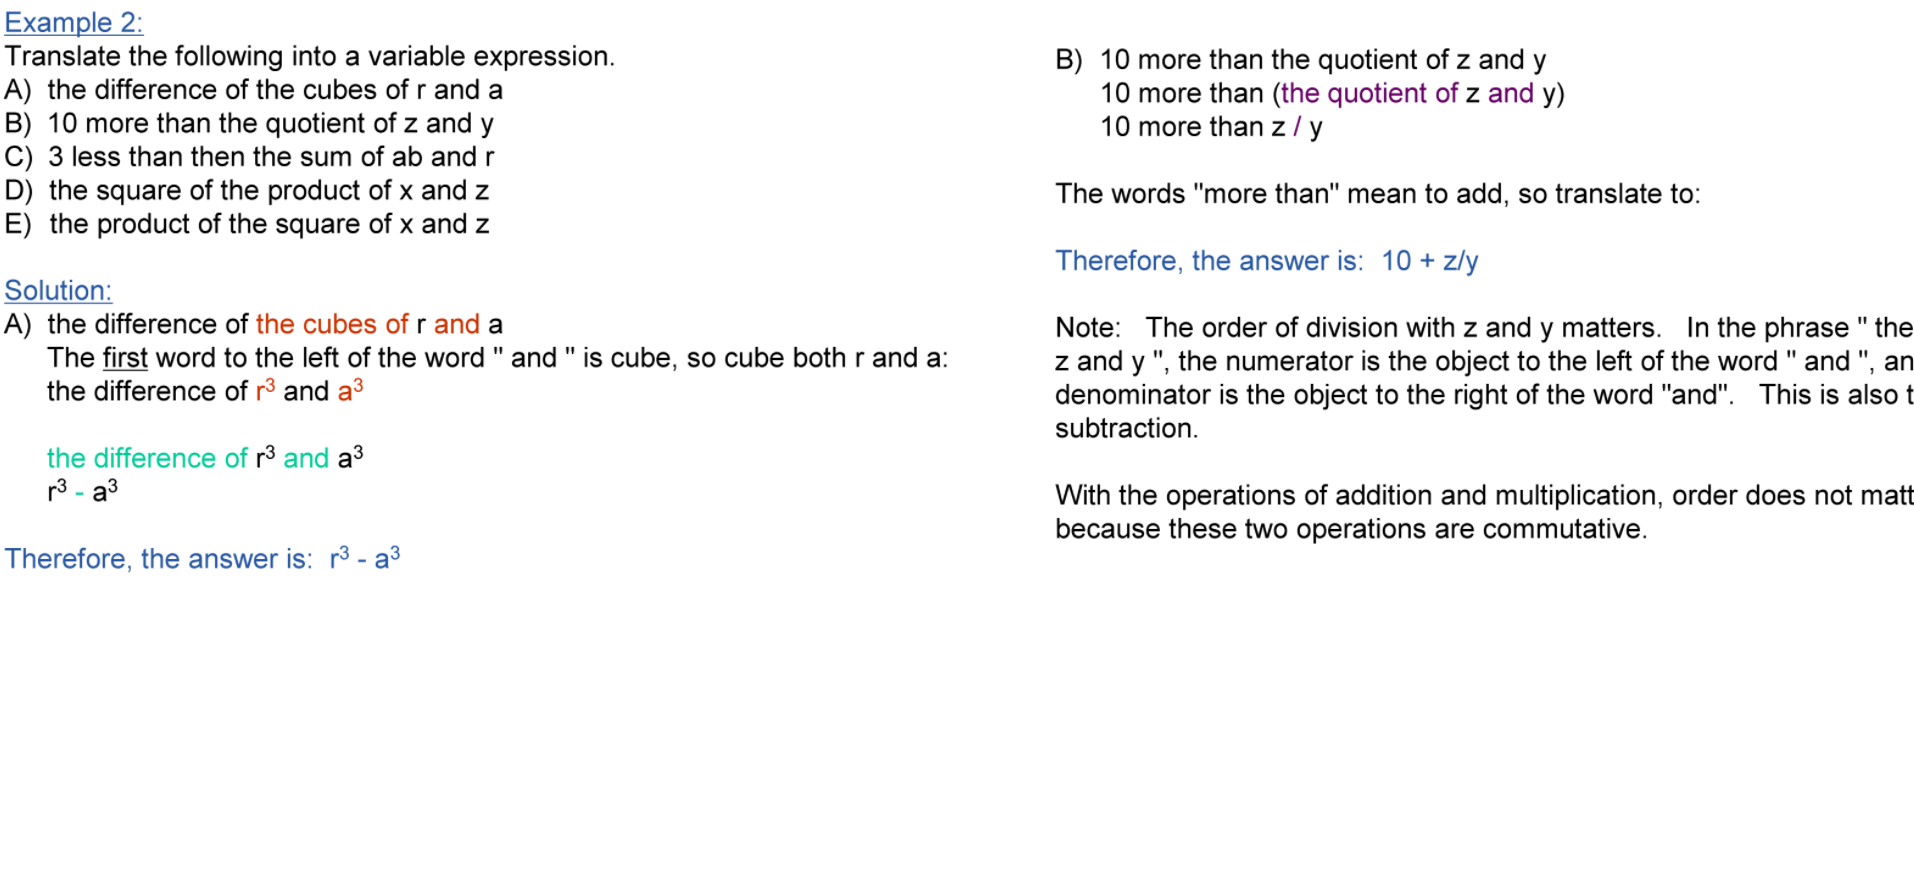 Example 2:
Translate the following into a variable expression.
A) the difference of the cubes of r and a
B) 10 more than the quotient of z and y
C) 3 less than then the sum of ab and r
D) the square of the product of x and z
E) the product of the square of x and z
Solution:
A) the difference of the cubes of r and a
The first word to the left of the word " and " is cube, so cube both r and a:
the difference of r³ and a³
the difference of r³ and a³
r³ - a³
Therefore, the answer is: r³ - a³
B) 10 more than the quotient of z and y
10 more than (the quotient of z and y)
10 more than z / y
The words "more than" mean to add, so translate to:
Therefore, the answer is: 10 + z/y
Note: The order of division with z and y matters. In the phrase " the
z and y ", the numerator is the object to the left of the word " and ", an
denominator is the object to the right of the word "and". This is also t
subtraction.
With the operations of addition and multiplication, order does not matt
because these two operations are commutative.